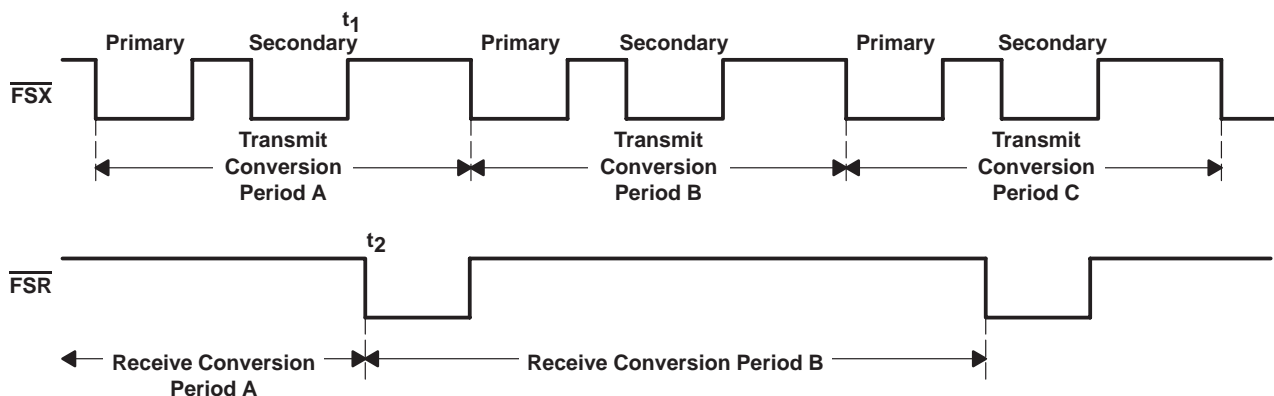 t1
Primary Secondary Primary Secondary Primary Secondary
FSX
Transmit
Conversion
Period A
Transmit
Conversion
Period B
Transmit
Conversion
Period C
t2
FSR
Receive Conversion
Period A
Receive Conversion Period B